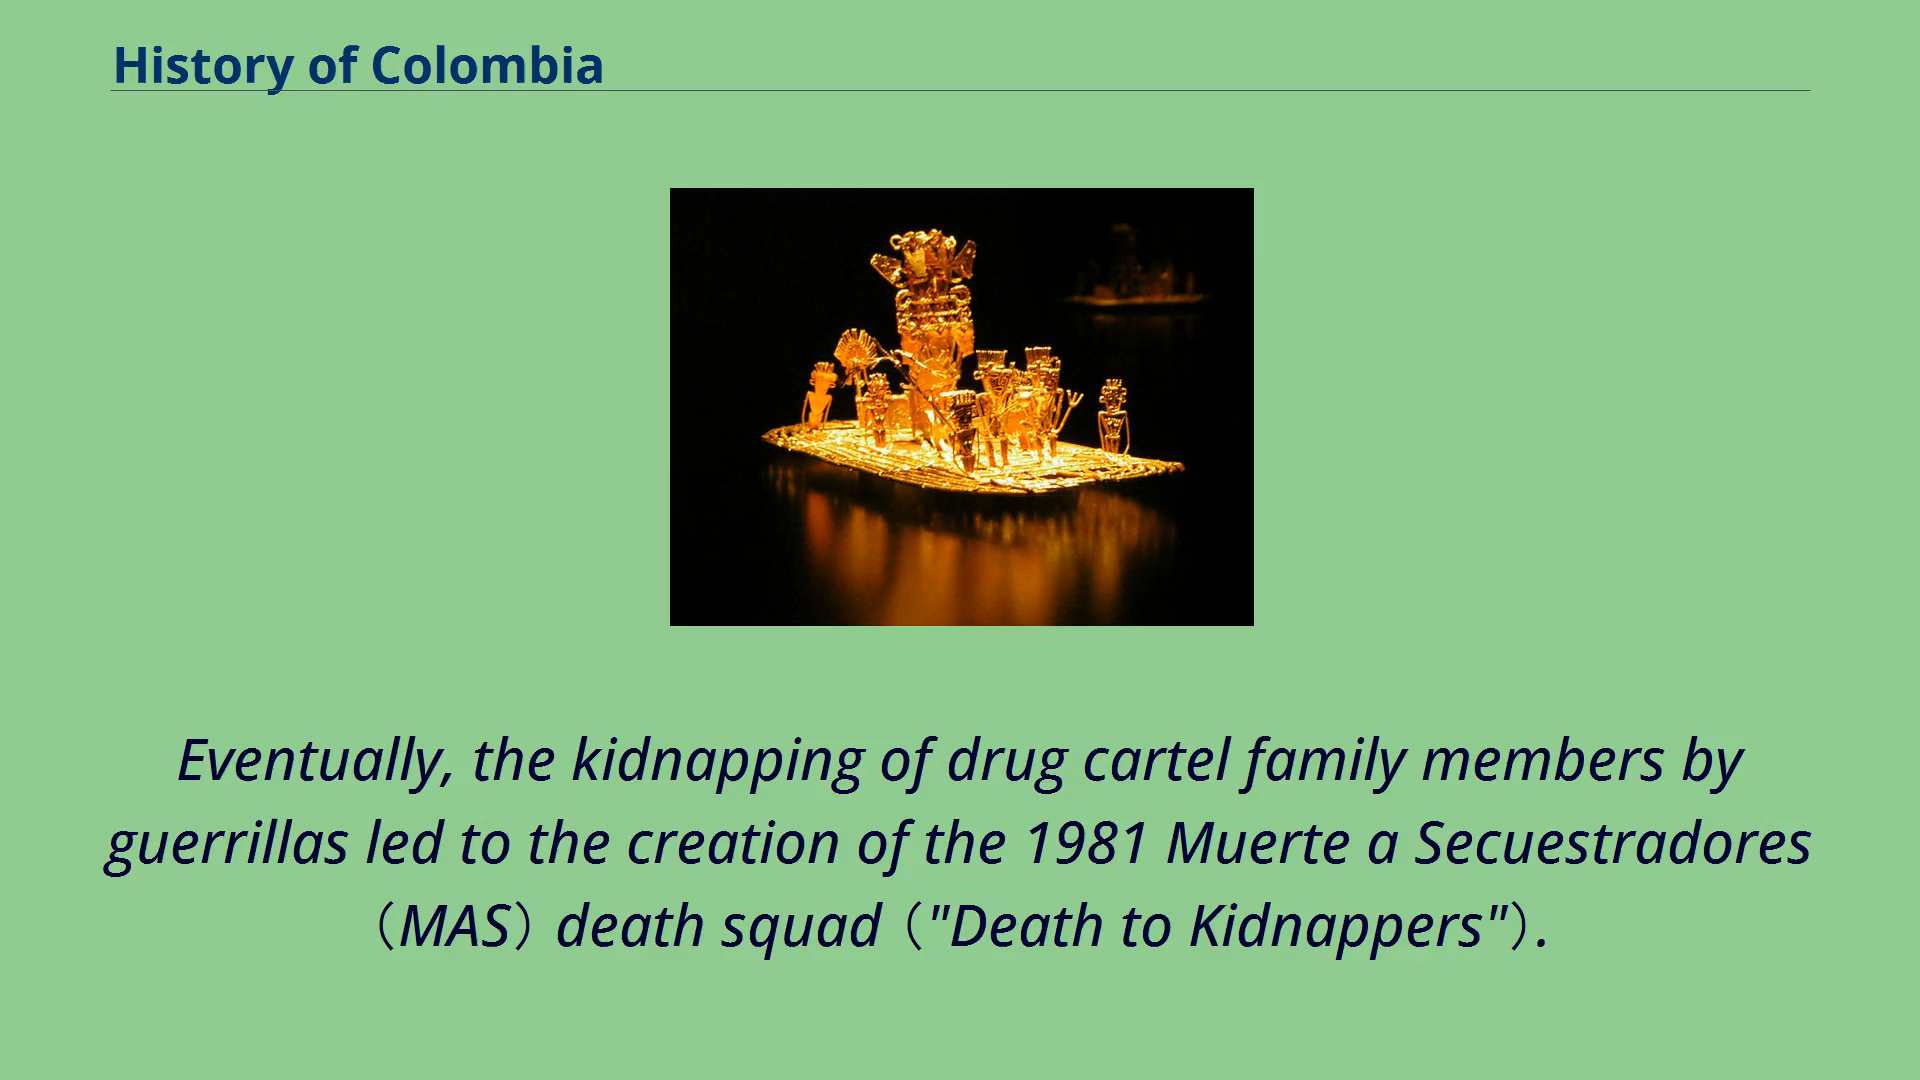 History of Colombia
Eventually, the kidnapping of drug cartel family members by
guerrillas led to the creation of the 1981 Muerte a Secuestradores
（MAS）death squad（"Death to Kidnappers"）.